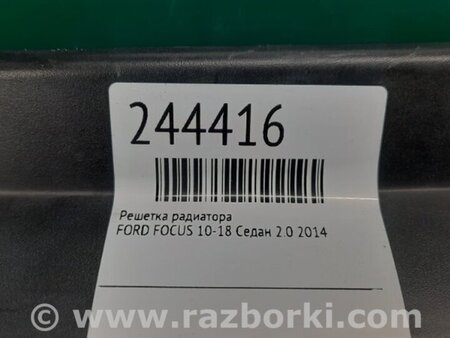 244416
Решетка радиатора
FORD FOCUS 10-18 Седан 2.0 2014
© www.razborki.com